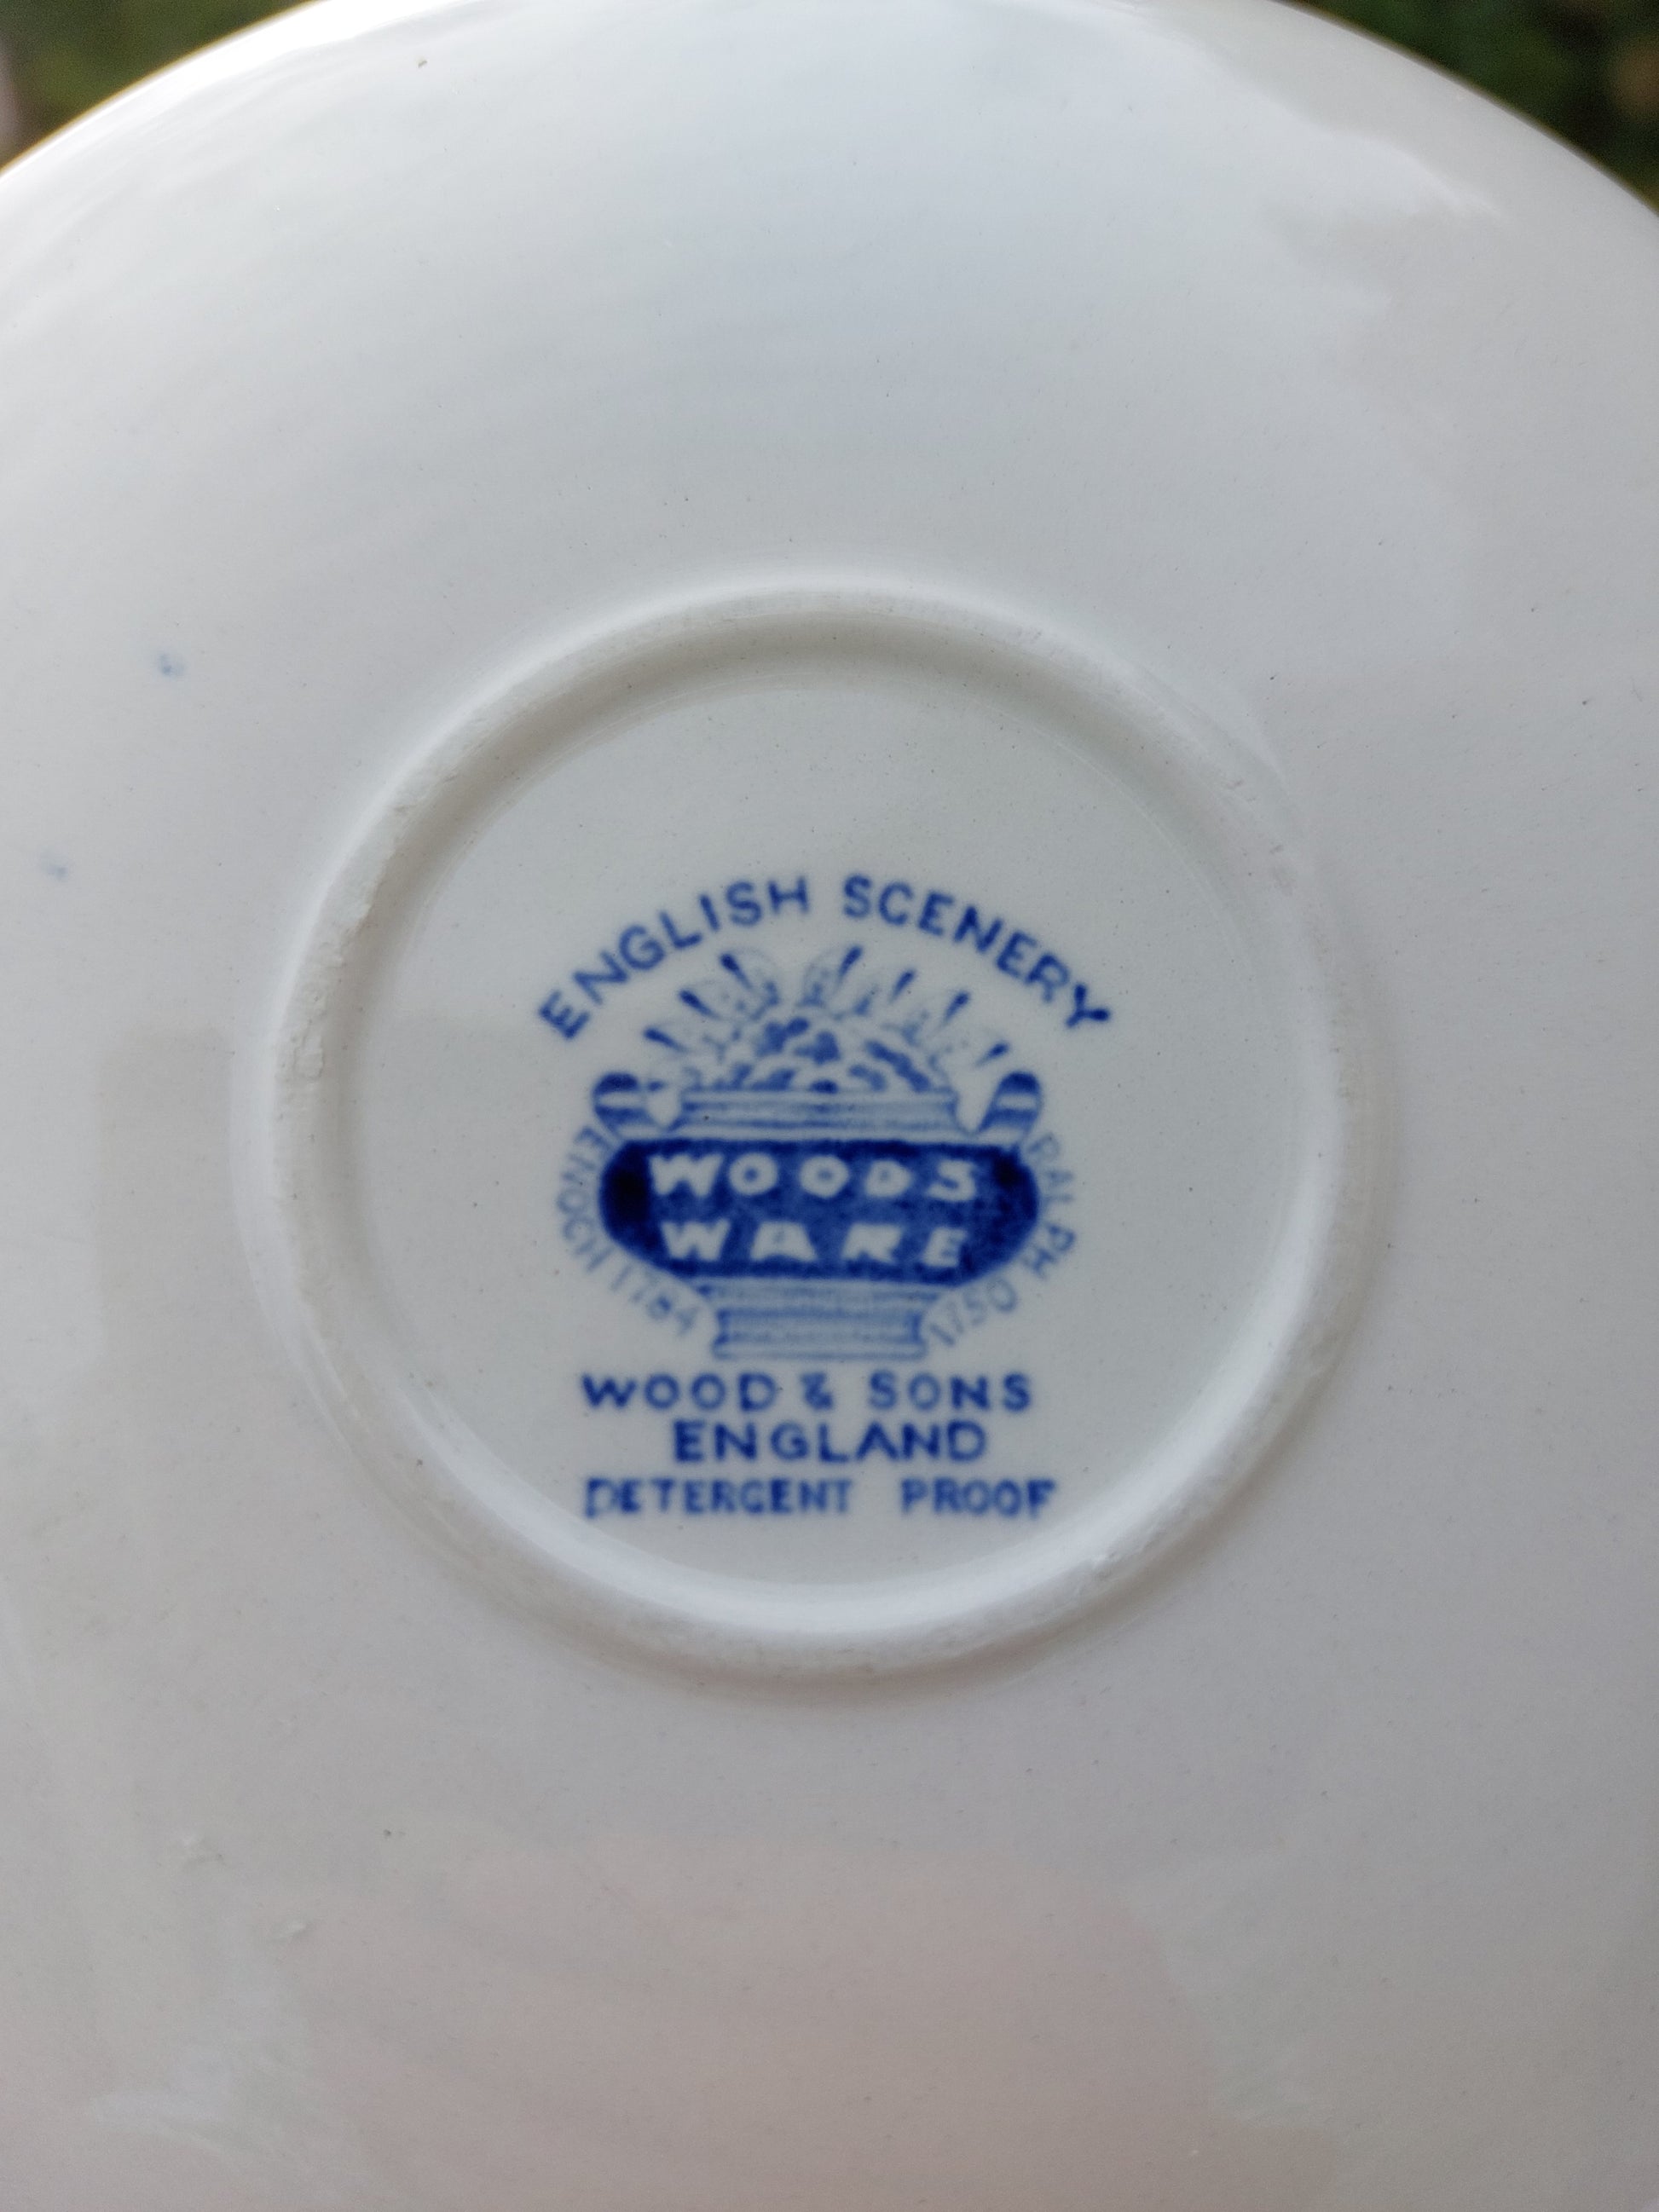 ENGLISH SCENERY
WOODS
WARE
ENOCH 1784
RALPH 1750
WOOD & SONS
ENGLAND
DETERGENT PROOF